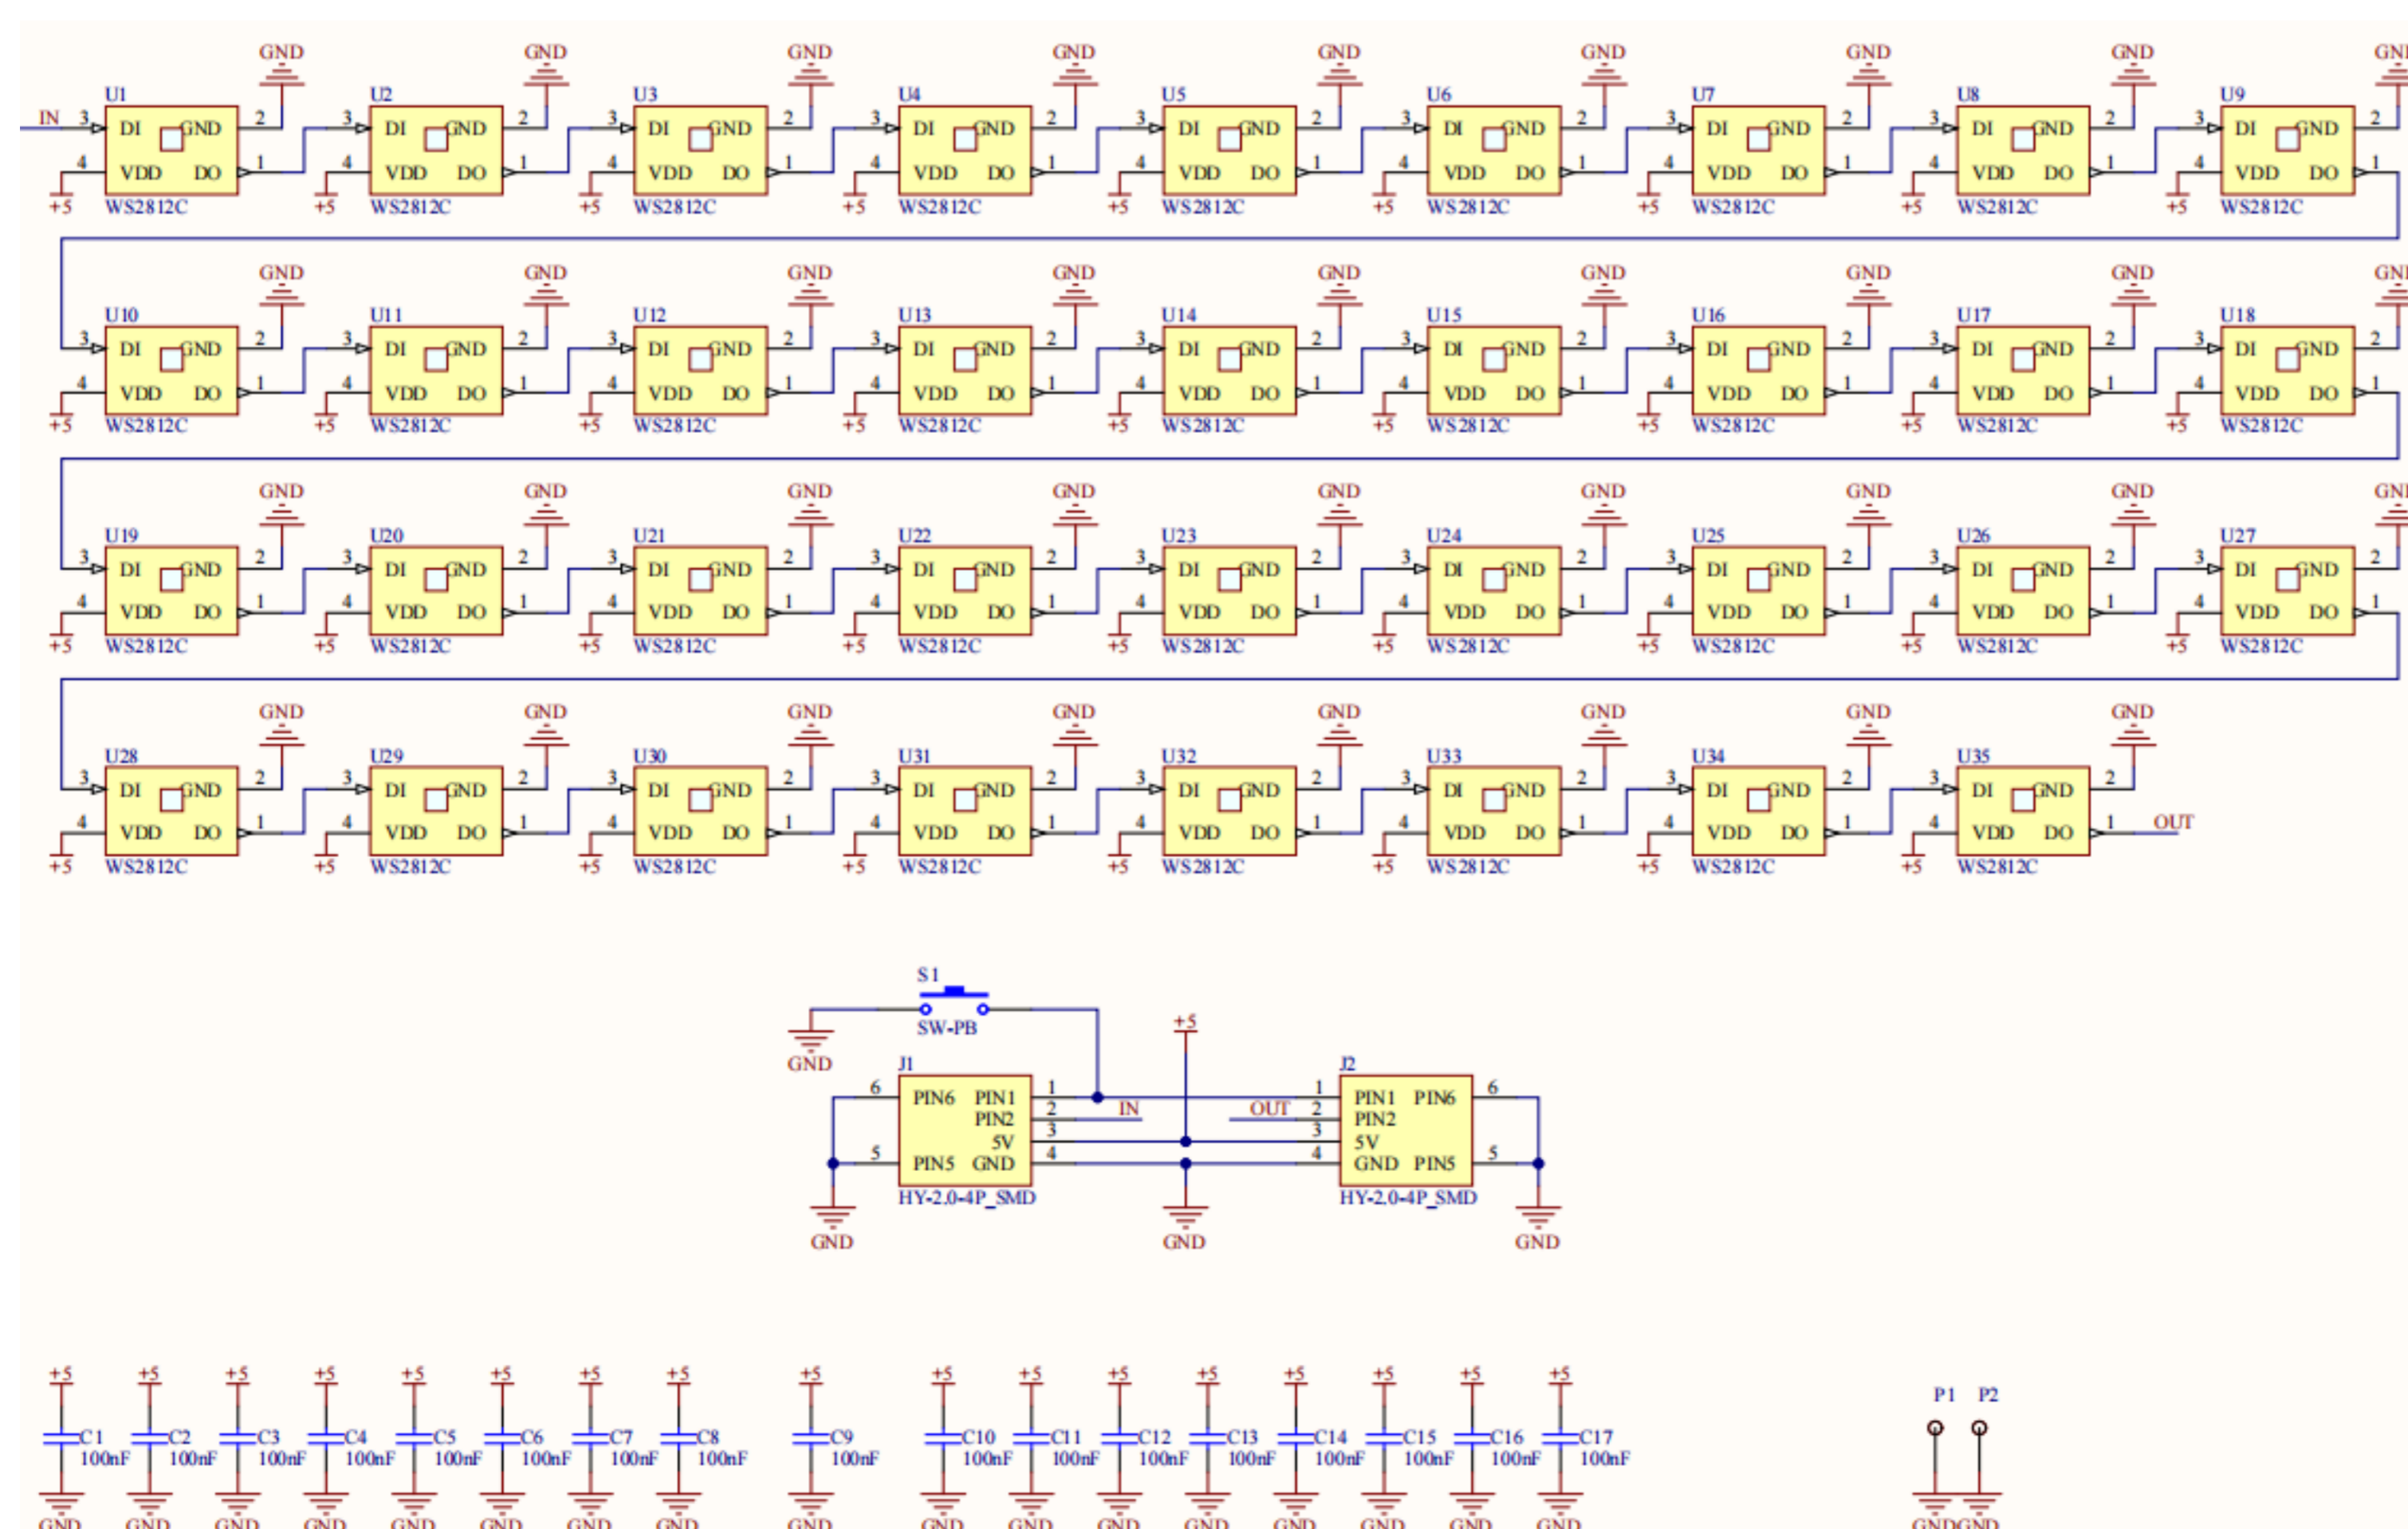 GND GND GND GND GND GND GND GND GND
U1 U2 U3 U4 U5 U6 U7 U8 U9
IN 3 DI GND 2 3 DI GND 2 3 DI GND 2 3 DI GND 2 3 DI GND 2 3 DI GND 2 3 DI GND 2 3 DI GND 2 3 DI GND 2
4 VDD DO 1 4 VDD DO 1 4 VDD DO 1 4 VDD DO 1 4 VDD DO 1 4 VDD DO 1 4 VDD DO 1 4 VDD DO 1 4 VDD DO 1
+5 WS2812C +5 WS2812C +5 WS2812C +5 WS2812C +5 WS2812C +5 WS2812C +5 WS2812C +5 WS2812C +5 WS2812C
GND GND GND GND GND GND GND GND GND
U10 U11 U12 U13 U14 U15 U16 U17 U18
3 DI GND 2 3 DI GND 2 3 DI GND 2 3 DI GND 2 3 DI GND 2 3 DI GND 2 3 DI GND 2 3 DI GND 2 3 DI GND 2
4 VDD DO 1 4 VDD DO 1 4 VDD DO 1 4 VDD DO 1 4 VDD DO 1 4 VDD DO 1 4 VDD DO 1 4 VDD DO 1 4 VDD DO 1
+5 WS2812C +5 WS2812C +5 WS2812C +5 WS2812C +5 WS2812C +5 WS2812C +5 WS2812C +5 WS2812C +5 WS2812C
GND GND GND GND GND GND GND GND GND
U19 U20 U21 U22 U23 U24 U25 U26 U27
3 DI GND 2 3 DI GND 2 3 DI GND 2 3 DI GND 2 3 DI GND 2 3 DI GND 2 3 DI GND 2 3 DI GND 2 3 DI GND 2
4 VDD DO 1 4 VDD DO 1 4 VDD DO 1 4 VDD DO 1 4 VDD DO 1 4 VDD DO 1 4 VDD DO 1 4 VDD DO 1 4 VDD DO 1
+5 WS2812C +5 WS2812C +5 WS2812C +5 WS2812C +5 WS2812C +5 WS2812C +5 WS2812C +5 WS2812C +5 WS2812C
GND GND GND GND GND GND GND GND
U28 U29 U30 U31 U32 U33 U34 U35
3 DI GND 2 3 DI GND 2 3 DI GND 2 3 DI GND 2 3 DI GND 2 3 DI GND 2 3 DI GND 2 3 DI GND 2
4 VDD DO 1 4 VDD DO 1 4 VDD DO 1 4 VDD DO 1 4 VDD DO 1 4 VDD DO 1 4 VDD DO 1 4 VDD DO 1 OUT
+5 WS2812C +5 WS2812C +5 WS2812C +5 WS2812C +5 WS2812C +5 WS2812C +5 WS2812C +5 WS2812C
S1
SW-PB +5
GND J1 J2
6 PIN6 PIN1 1 1 PIN1 PIN6 6
PIN2 2 IN OUT 2 PIN2
5V 3 3 5V
5 PIN5 GND 4 4 GND PIN5 5
HY-2.0-4P_SMD HY-2.0-4P_SMD
GND GND GND
+5 +5 +5 +5 +5 +5 +5 +5 +5 +5 +5 +5 +5 +5 +5 +5 +5
P1 P2
C1 C2 C3 C4 C5 C6 C7 C8 C9 C10 C11 C12 C13 C14 C15 C16 C17
100nF 100nF 100nF 100nF 100nF 100nF 100nF 100nF 100nF 100nF 100nF 100nF 100nF 100nF 100nF 100nF 100nF
GND GND GND GND GND GND GND GND GND GND GND GND GND GND GND GND GND GND GND